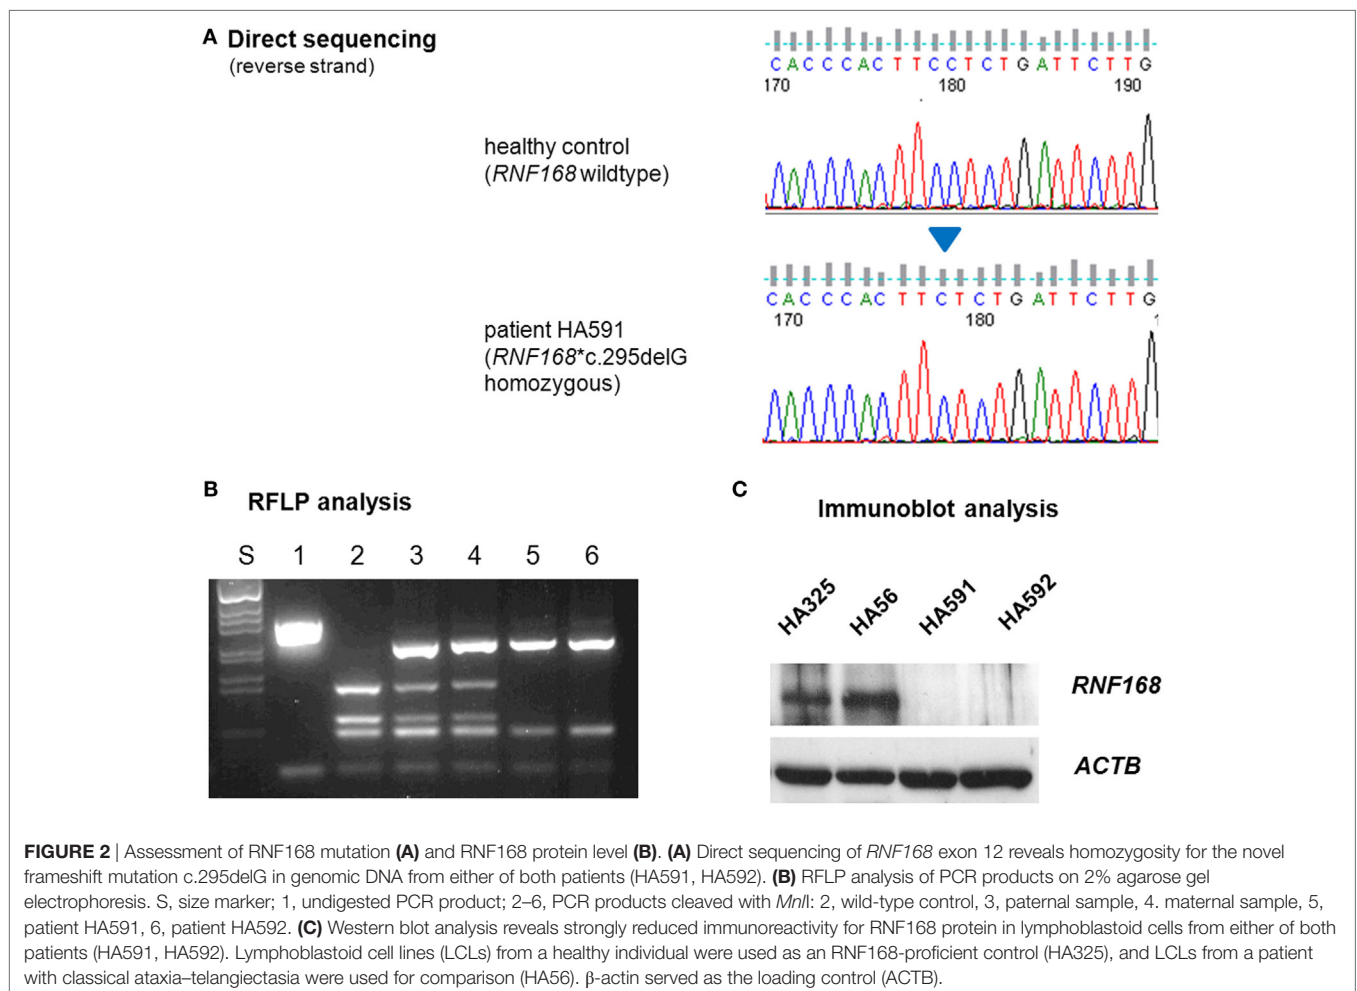 A Direct sequencing
(reverse strand)
C A C C C A C T T C C T C T G A T T C T T G
170 180 190
healthy control
(RNF168 wildtype)
C A C C C A C T T C T C T G A T T C T T G
170 180 1
patient HA591
(RNF168*c.295delG
homozygous)
B RFLP analysis
S 1 2 3 4 5 6
C Immunoblot analysis
HA325 HA56 HA591 HA592
RNF168
ACTB
FIGURE 2 | Assessment of RNF168 mutation (A) and RNF168 protein level (B). (A) Direct sequencing of RNF168 exon 12 reveals homozygosity for the novel
frameshift mutation c.295delG in genomic DNA from either of both patients (HA591, HA592). (B) RFLP analysis of PCR products on 2% agarose gel
electrophoresis. S, size marker; 1, undigested PCR product; 2–6, PCR products cleaved with MnlI: 2, wild-type control, 3, paternal sample, 4. maternal sample, 5,
patient HA591, 6, patient HA592. (C) Western blot analysis reveals strongly reduced immunoreactivity for RNF168 protein in lymphoblastoid cells from either of both
patients (HA591, HA592). Lymphoblastoid cell lines (LCLs) from a healthy individual were used as an RNF168-proficient control (HA325), and LCLs from a patient
with classical ataxia–telangiectasia were used for comparison (HA56). β-actin served as the loading control (ACTB).